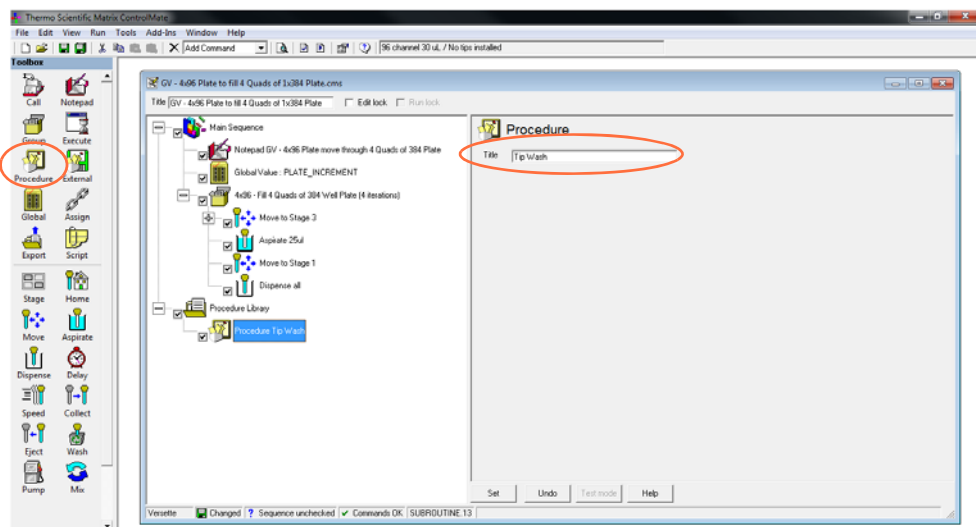 Thermo Scientific Matrix ControlMate
File Edit View Run Tools Add-Ins Window Help
Add Command
96 channel 30 uL / No tips installed
Toolbox
Call Notepad
Group Execute
Procedure External
Global Assign
Export Script
Stage Home
Move Aspirate
Dispense Delay
Speed Collect
Eject Wash
Pump Mix
GV - 4x96 Plate to fill 4 Quads of 1x384 Plate.cms
Title GV - 4x96 Plate to fill 4 Quads of 1x384 Plate Edit lock Run lock
Main Sequence
Notepad GV - 4x96 Plate move through 4 Quads of 384 Plate
Global Value : PLATE_INCREMENT
4x96 - Fill 4 Quads of 384 Well Plate (4 iterations)
Move to Stage 3
Aspirate 25ul
Move to Stage 1
Dispense all
Procedure Library
Procedure Tip Wash
Procedure
Title Tip Wash
Set Undo Test mode Help
Versette Changed ? Sequence unchecked Commands OK SUBROUTINE.13